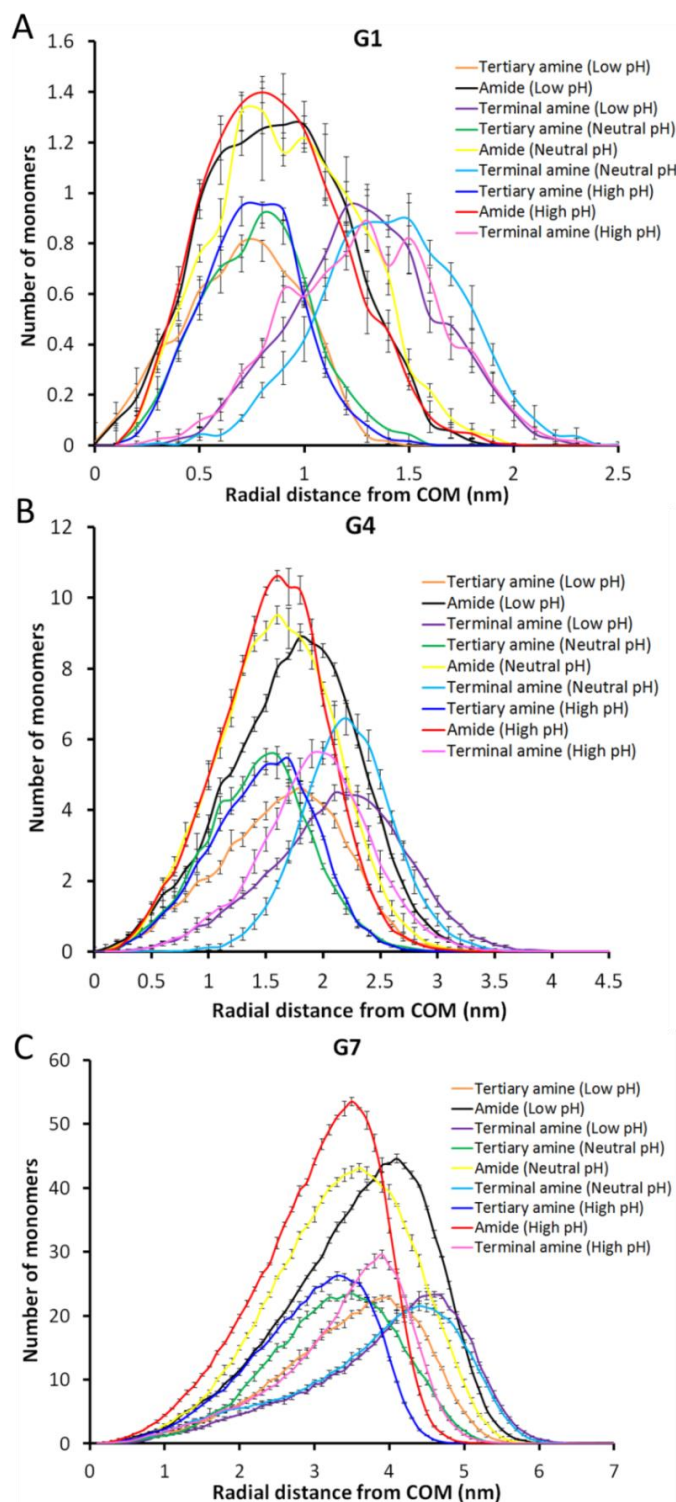 A
G1
1.6
1.4
1.2
1
0.8
0.6
0.4
0.2
0
Number of monomers
Tertiary amine (Low pH)
Amide (Low pH)
Terminal amine (Low pH)
Tertiary amine (Neutral pH)
Amide (Neutral pH)
Terminal amine (Neutral pH)
Tertiary amine (High pH)
Amide (High pH)
Terminal amine (High pH)
0 0.5 1 1.5 2 2.5
Radial distance from COM (nm)
B
G4
12
10
8
6
4
2
0
Number of monomers
Tertiary amine (Low pH)
Amide (Low pH)
Terminal amine (Low pH)
Tertiary amine (Neutral pH)
Amide (Neutral pH)
Terminal amine (Neutral pH)
Tertiary amine (High pH)
Amide (High pH)
Terminal amine (High pH)
0 0.5 1 1.5 2 2.5 3 3.5 4 4.5
Radial distance from COM (nm)
C
G7
60
50
40
30
20
10
0
Number of monomers
Tertiary amine (Low pH)
Amide (Low pH)
Terminal amine (Low pH)
Tertiary amine (Neutral pH)
Amide (Neutral pH)
Terminal amine (Neutral pH)
Tertiary amine (High pH)
Amide (High pH)
Terminal amine (High pH)
0 1 2 3 4 5 6 7
Radial distance from COM (nm)